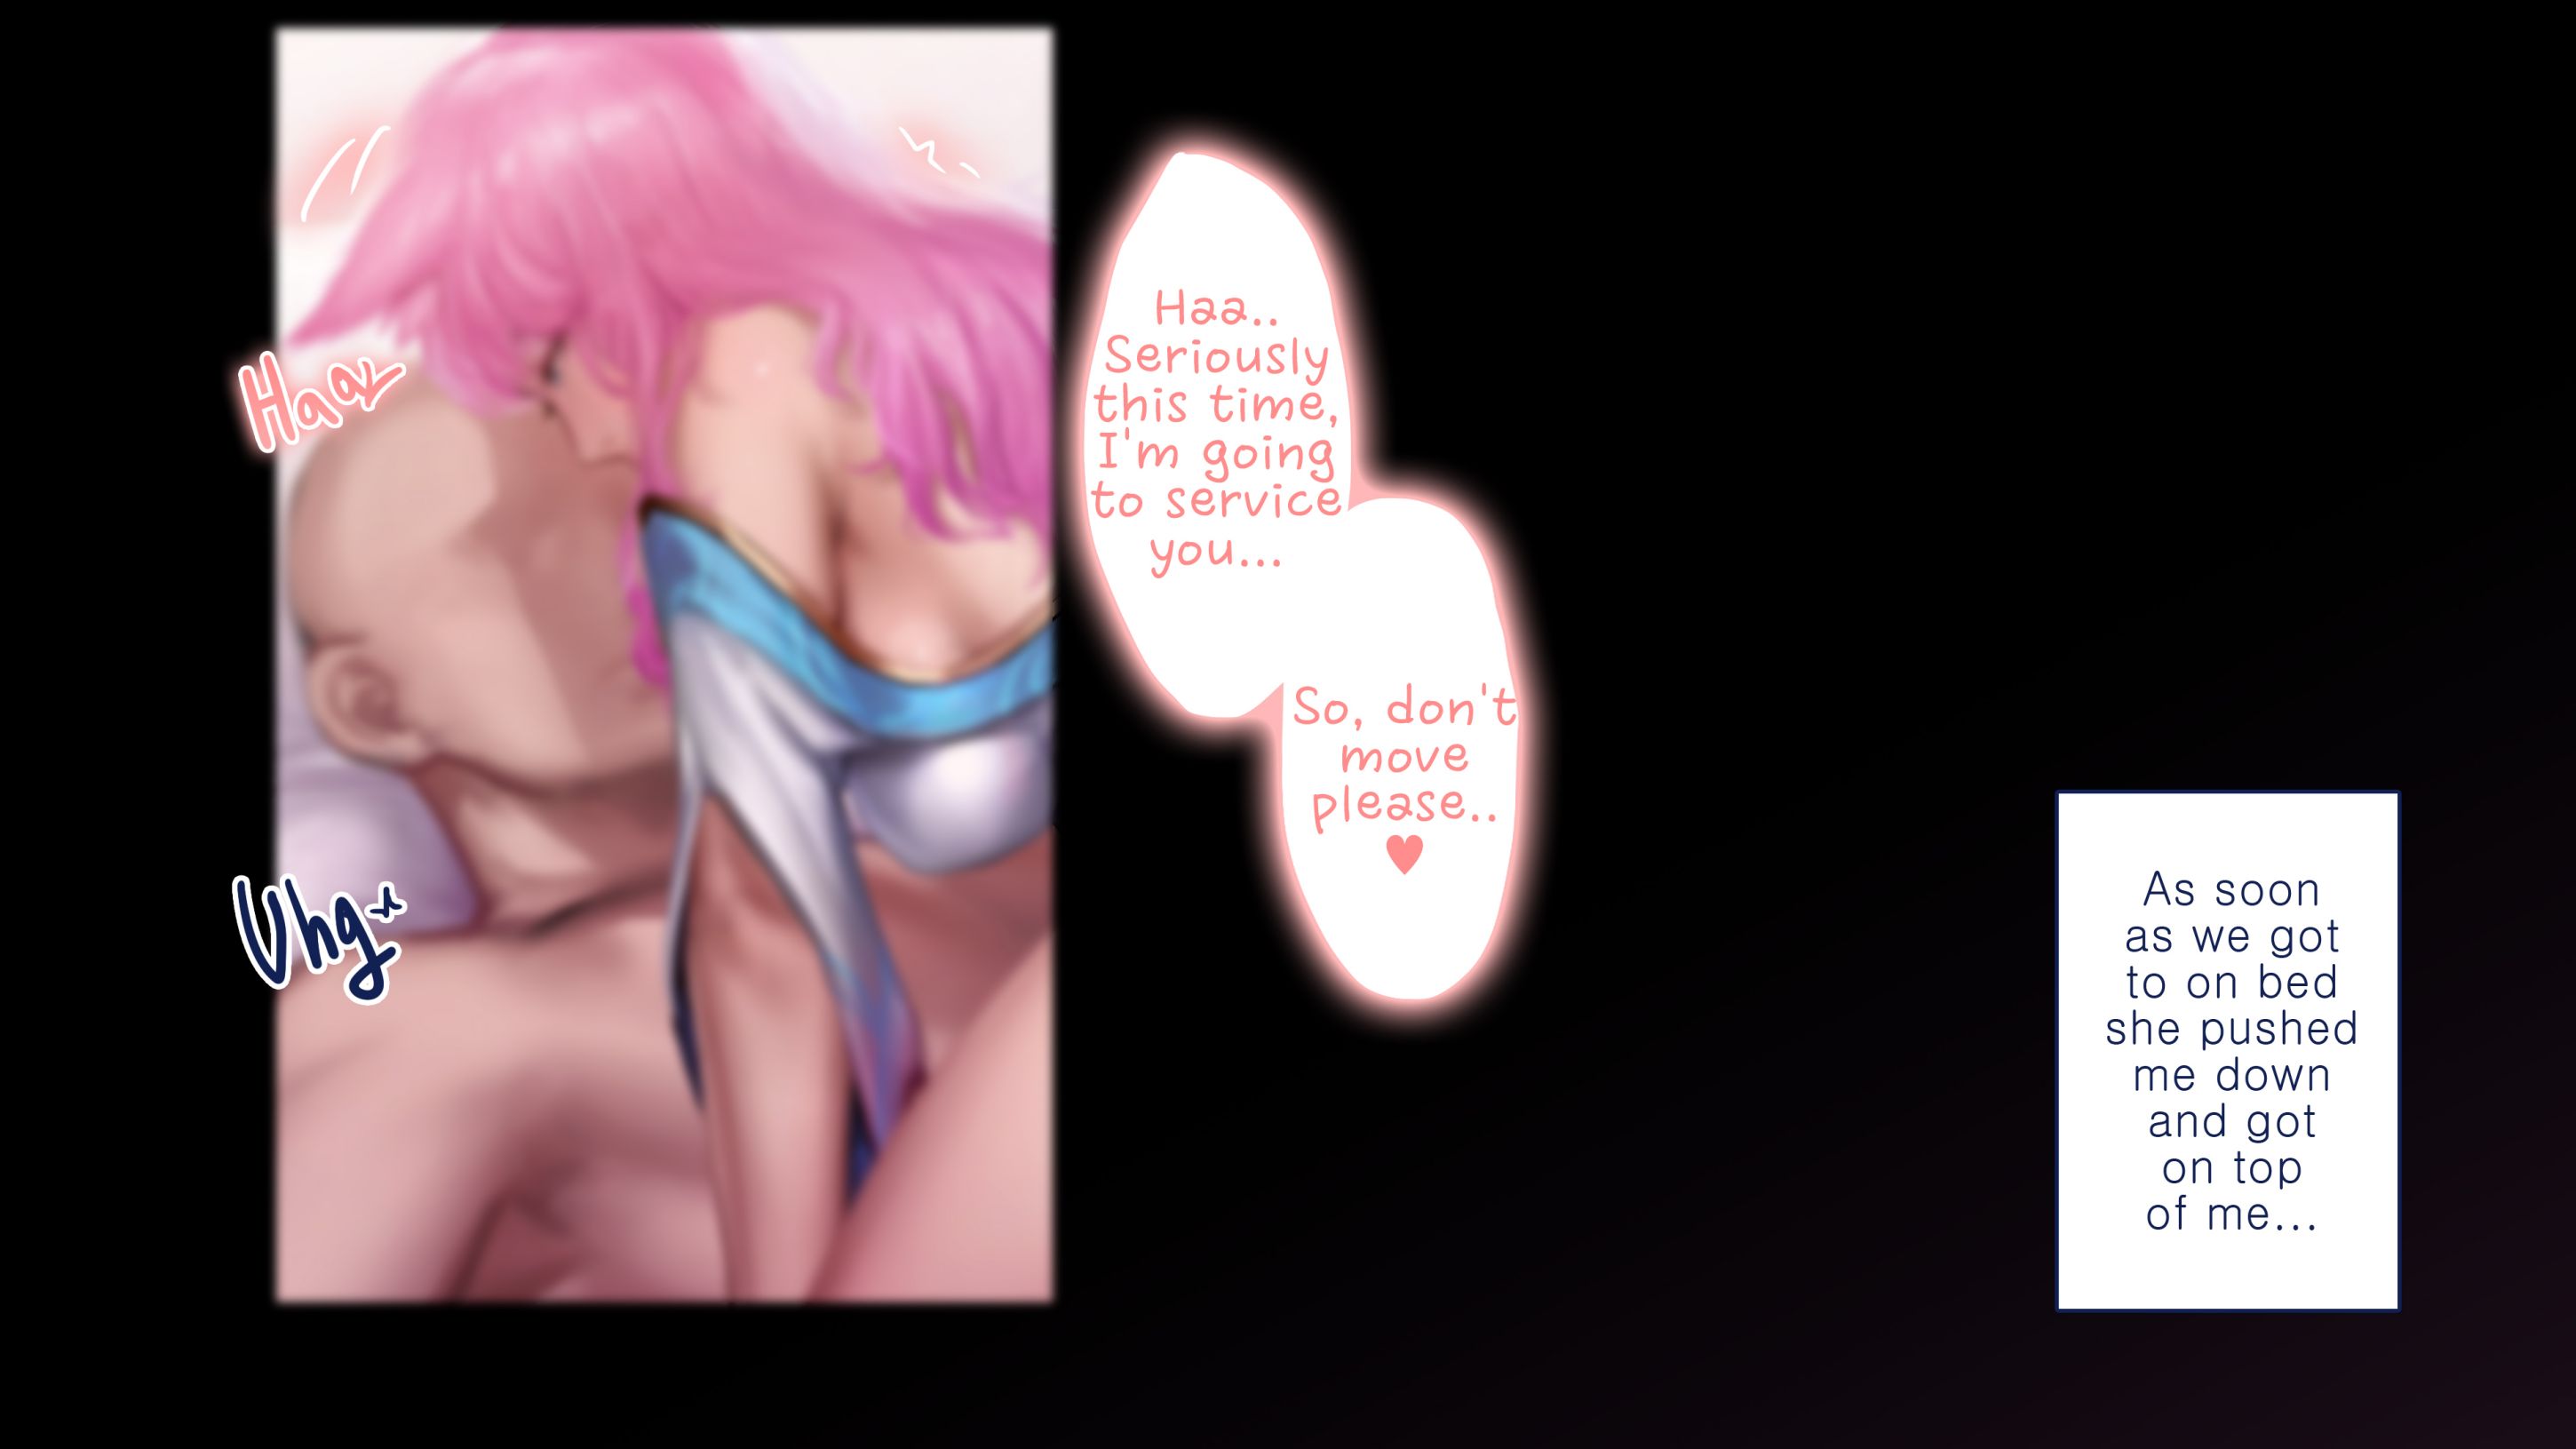 Haa
Uhg
Haa..
Seriously
this time,
I'm going
to service
you...
So, don't
move
please..
♥
As soon
as we got
to on bed
she pushed
me down
and got
on top
of me...